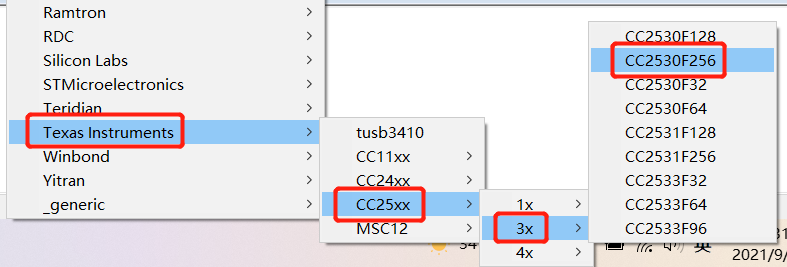 Ramtron
RDC
Silicon Labs
STMicroelectronics
Teridian
Texas Instruments
Winbond
Yitran
_generic
tusb3410
CC11xx
CC24xx
CC25xx
MSC12
1x
3x
4x
CC2530F128
CC2530F256
CC2530F32
CC2530F64
CC2531F128
CC2531F256
CC2533F32
CC2533F64
CC2533F96
英
2021/9/